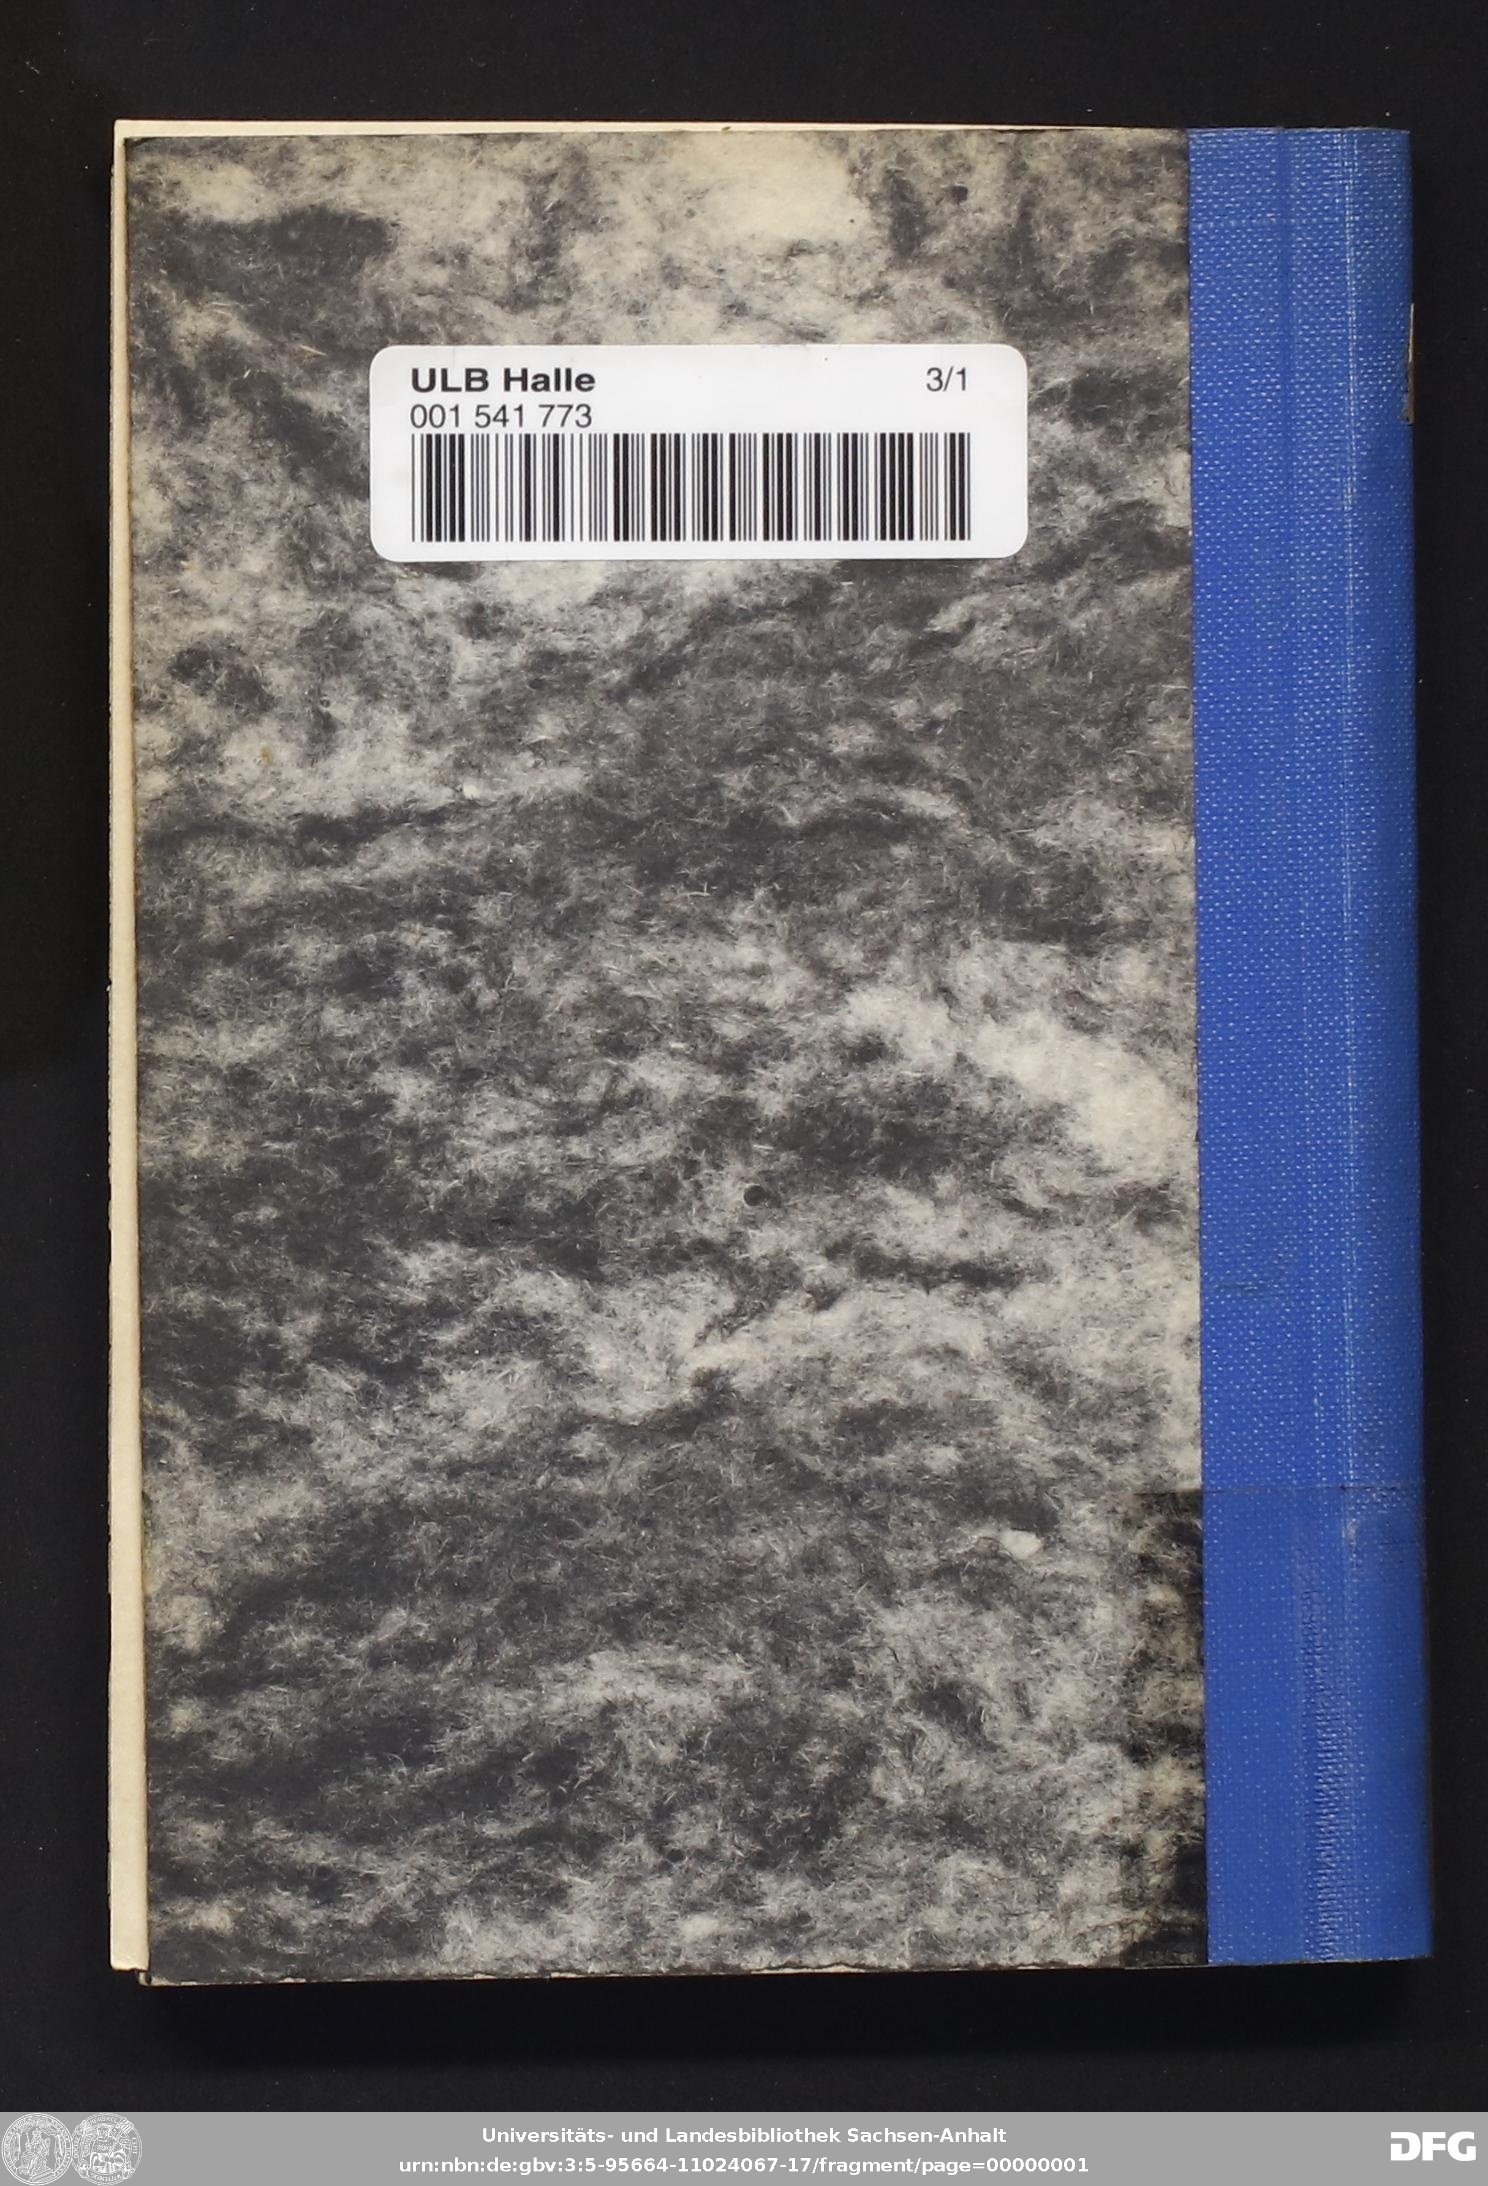 ULB Halle 3/1
001 541 773
Universitäts- und Landesbibliothek Sachsen-Anhalt
urn:nbn:de:gbv:3:5-95664-11024067-17/fragment/page=00000001
DFG